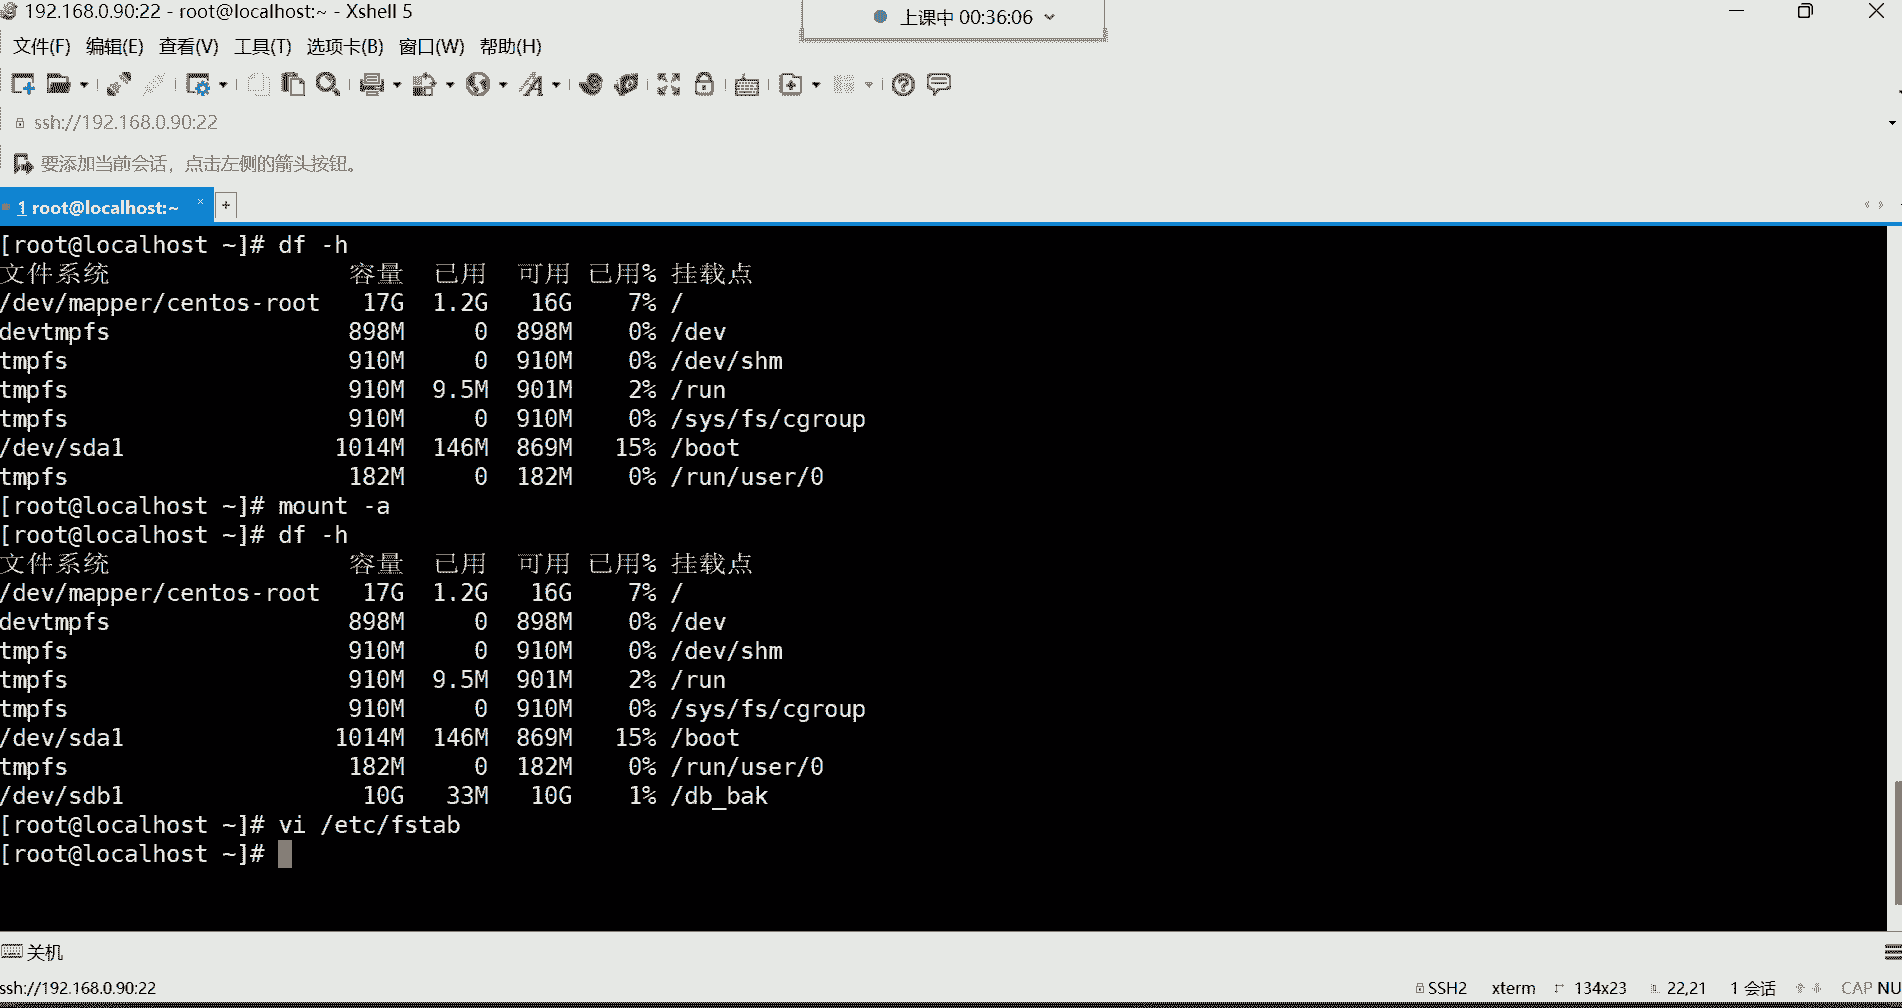 192.168.0.90:22 - root@localhost:~ - Xshell 5
上课中 00:36:06
文件(F) 编辑(E) 查看(V) 工具(T) 选项卡(B) 窗口(W) 帮助(H)
ssh://192.168.0.90:22
要添加当前会话，点击左侧的箭头按钮。
1 root@localhost:~ × +
[root@localhost ~]# df -h
文件系统 容量 已用 可用 已用% 挂载点
/dev/mapper/centos-root 17G 1.2G 16G 7% /
devtmpfs 898M 0 898M 0% /dev
tmpfs 910M 0 910M 0% /dev/shm
tmpfs 910M 9.5M 901M 2% /run
tmpfs 910M 0 910M 0% /sys/fs/cgroup
/dev/sda1 1014M 146M 869M 15% /boot
tmpfs 182M 0 182M 0% /run/user/0
[root@localhost ~]# mount -a
[root@localhost ~]# df -h
文件系统 容量 已用 可用 已用% 挂载点
/dev/mapper/centos-root 17G 1.2G 16G 7% /
devtmpfs 898M 0 898M 0% /dev
tmpfs 910M 0 910M 0% /dev/shm
tmpfs 910M 9.5M 901M 2% /run
tmpfs 910M 0 910M 0% /sys/fs/cgroup
/dev/sda1 1014M 146M 869M 15% /boot
tmpfs 182M 0 182M 0% /run/user/0
/dev/sdb1 10G 33M 10G 1% /db_bak
[root@localhost ~]# vi /etc/fstab
[root@localhost ~]#
关机
ssh://192.168.0.90:22 SSH2 xterm 134x23 22,21 1 会话 CAP NU